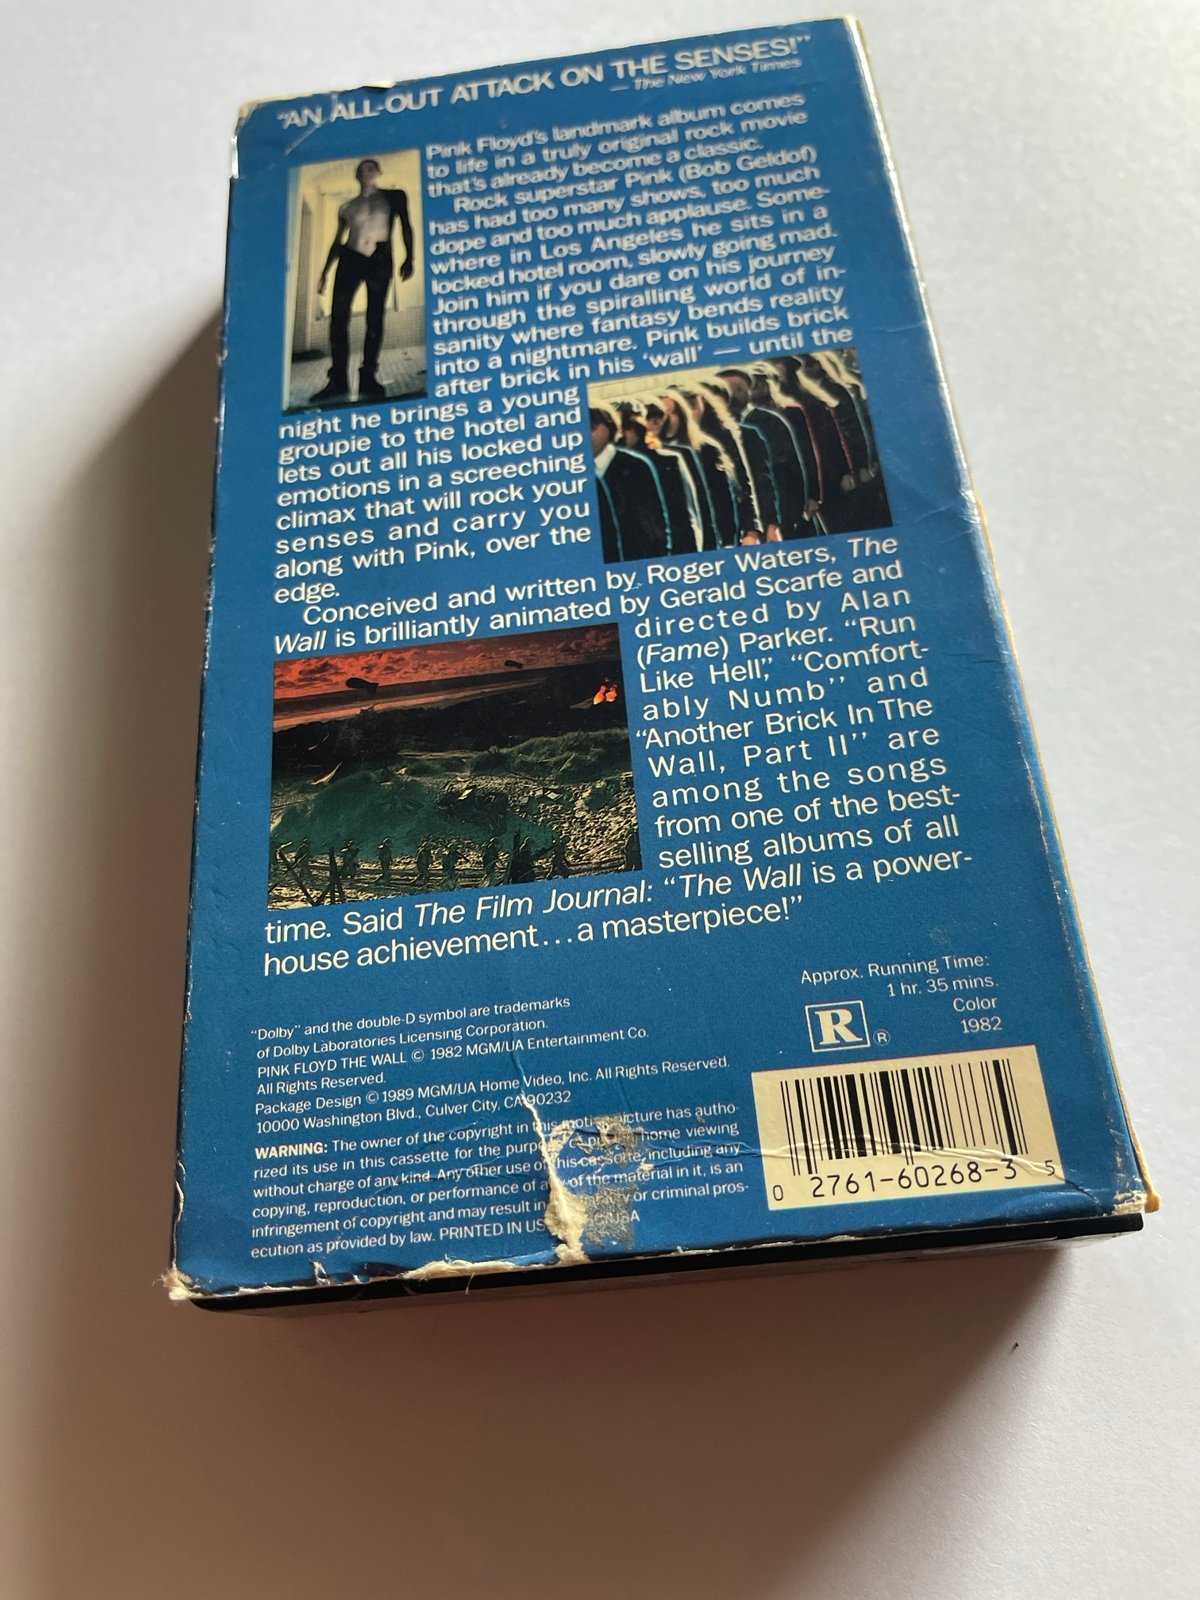 "AN ALL-OUT ATTACK ON THE SENSES!"
— The New York Times
Pink Floyd's landmark album comes
to life in a truly original rock movie
that's already become a classic.
Rock superstar Pink (Bob Geldof)
has had too many shows, too much
dope and too much applause. Some-
where in Los Angeles he sits in a
locked hotel room, slowly going mad.
Join him if you dare on his journey
through the spiralling world of in-
sanity where fantasy bends reality
into a nightmare. Pink builds brick
after brick in his 'wall' — until the
night he brings a young
groupie to the hotel and
lets out all his locked up
emotions in a screeching
climax that will rock your
senses and carry you
along with Pink, over the
edge.
Conceived and written by Roger Waters, The
Wall is brilliantly animated by Gerald Scarfe and
directed by Alan
(Fame) Parker. "Run
Like Hell," "Comfort-
ably Numb" and
"Another Brick In The
Wall, Part II" are
among the songs
from one of the best-
selling albums of all
time. Said The Film Journal: "The Wall is a power-
house achievement...a masterpiece!"
Approx. Running Time:
1 hr. 35 mins.
Color
1982
R ®
"Dolby" and the double-D symbol are trademarks
of Dolby Laboratories Licensing Corporation.
PINK FLOYD THE WALL © 1982 MGM/UA Entertainment Co.
All Rights Reserved.
Package Design © 1989 MGM/UA Home Video, Inc. All Rights Reserved.
10000 Washington Blvd., Culver City, CA 90232
WARNING: The owner of the copyright in this motion picture has autho-
rized its use in this cassette for the purpose of home viewing
without charge of any kind. Any other use of this cassette, including any
copying, reproduction, or performance of any of the material in it, is an
infringement of copyright and may result in or criminal pros-
ecution as provided by law. PRINTED IN USA
0 2761-60268-3 5